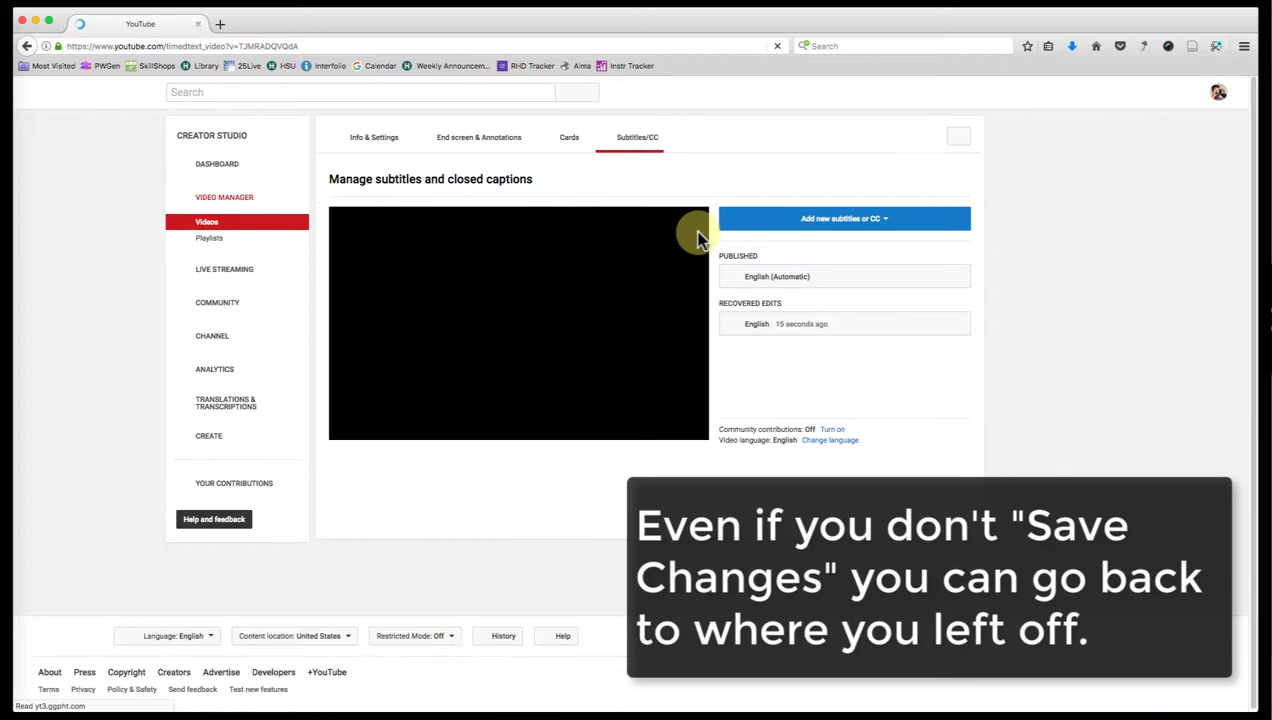 YouTube
https://www.youtube.com/timedtext_video?v=TJMRADQVQdA
Search
Most Visited PWGen SkillShops Library 25Live HSU Interfolio Calendar Weekly Announcem... RHD Tracker Alma Instr Tracker
Search
CREATOR STUDIO
DASHBOARD
VIDEO MANAGER
Videos
Playlists
LIVE STREAMING
COMMUNITY
CHANNEL
ANALYTICS
TRANSLATIONS &
TRANSCRIPTIONS
CREATE
YOUR CONTRIBUTIONS
Help and feedback
Info & Settings End screen & Annotations Cards Subtitles/CC
Manage subtitles and closed captions
Add new subtitles or CC
PUBLISHED
English (Automatic)
RECOVERED EDITS
English 15 seconds ago
Community contributions: Off Turn on
Video language: English Change language
Even if you don't "Save
Changes" you can go back
to where you left off.
Language: English Content location: United States Restricted Mode: Off History Help
About Press Copyright Creators Advertise Developers +YouTube
Terms Privacy Policy & Safety Send feedback Test new features
Read yt3.ggpht.com